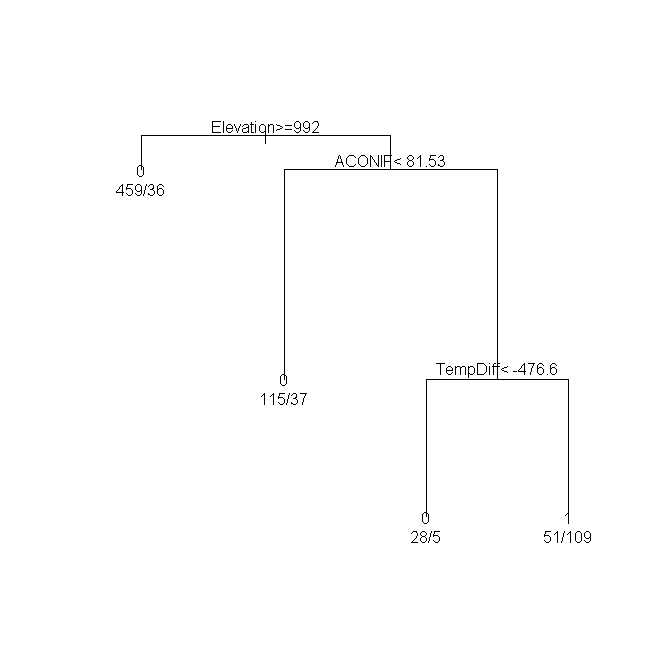 Elevation>=992
0
459/36
ACONIF< 81.53
0
115/37
TempDiff< -476.6
0
28/5
1
51/109